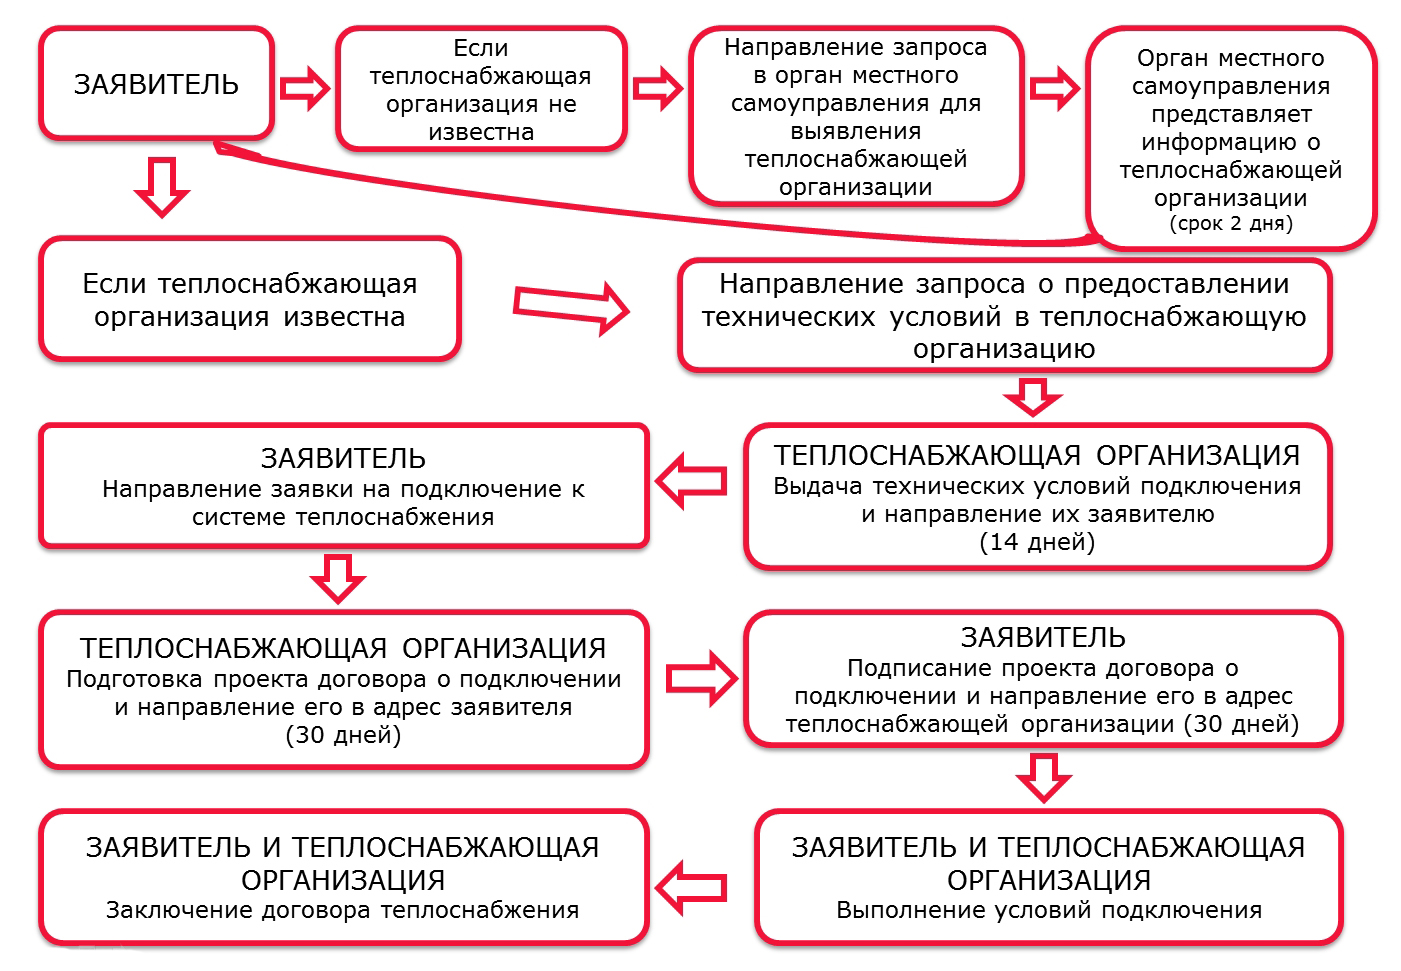 ЗАЯВИТЕЛЬ
Если
теплоснабжающая
организация не
известна
Направление запроса
в орган местного
самоуправления для
выявления
теплоснабжающей
организации
Орган местного
самоуправления
представляет
информацию о
теплоснабжающей
организации
(срок 2 дня)
Если теплоснабжающая
организация известна
Направление запроса о предоставлении
технических условий в теплоснабжающую
организацию
ЗАЯВИТЕЛЬ
Направление заявки на подключение к
системе теплоснабжения
ТЕПЛОСНАБЖАЮЩАЯ ОРГАНИЗАЦИЯ
Выдача технических условий подключения
и направление их заявителю
(14 дней)
ТЕПЛОСНАБЖАЮЩАЯ ОРГАНИЗАЦИЯ
Подготовка проекта договора о подключении
и направление его в адрес заявителя
(30 дней)
ЗАЯВИТЕЛЬ
Подписание проекта договора о
подключении и направление его в адрес
теплоснабжающей организации (30 дней)
ЗАЯВИТЕЛЬ И ТЕПЛОСНАБЖАЮЩАЯ
ОРГАНИЗАЦИЯ
Заключение договора теплоснабжения
ЗАЯВИТЕЛЬ И ТЕПЛОСНАБЖАЮЩАЯ
ОРГАНИЗАЦИЯ
Выполнение условий подключения